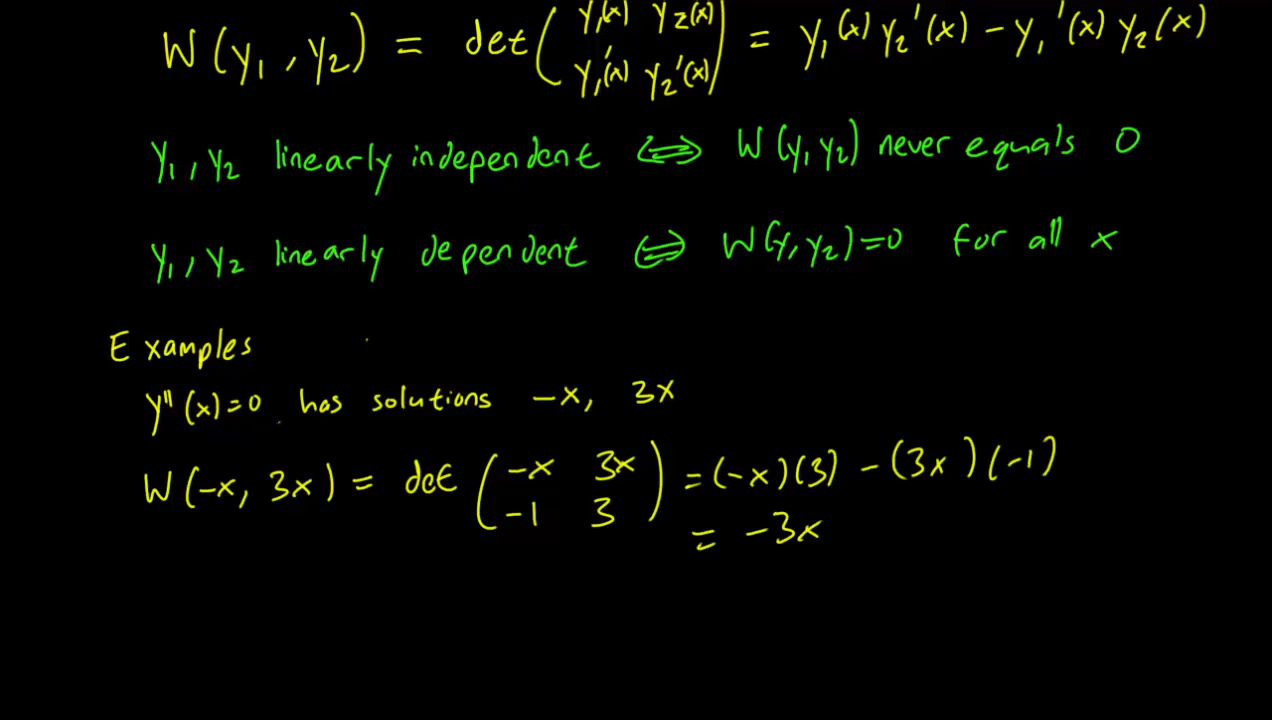 W(y₁, y₂) = det(y₁(x) y₂(x) y₁'(x) y₂'(x)) = y₁(x) y₂'(x) - y₁'(x) y₂(x)
y₁, y₂ linearly independent ⟺ W(y₁ y₂) never equals 0
y₁, y₂ linearly dependent ⟺ W(y₁, y₂)=0 for all x
Examples
y''(x)=0 has solutions -x, 3x
W(-x, 3x) = det(-x 3x -1 3) = (-x)(3) - (3x)(-1)
= -3x